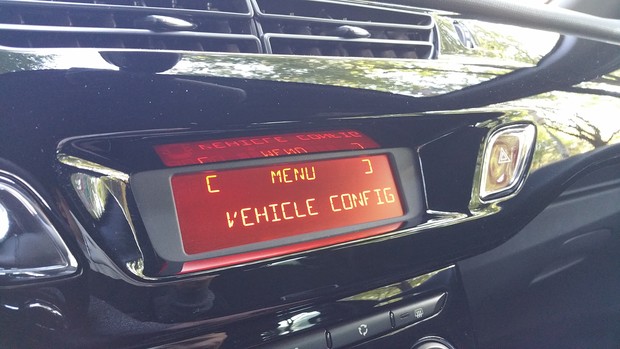 [ MENU ]
VEHICLE CONFIG